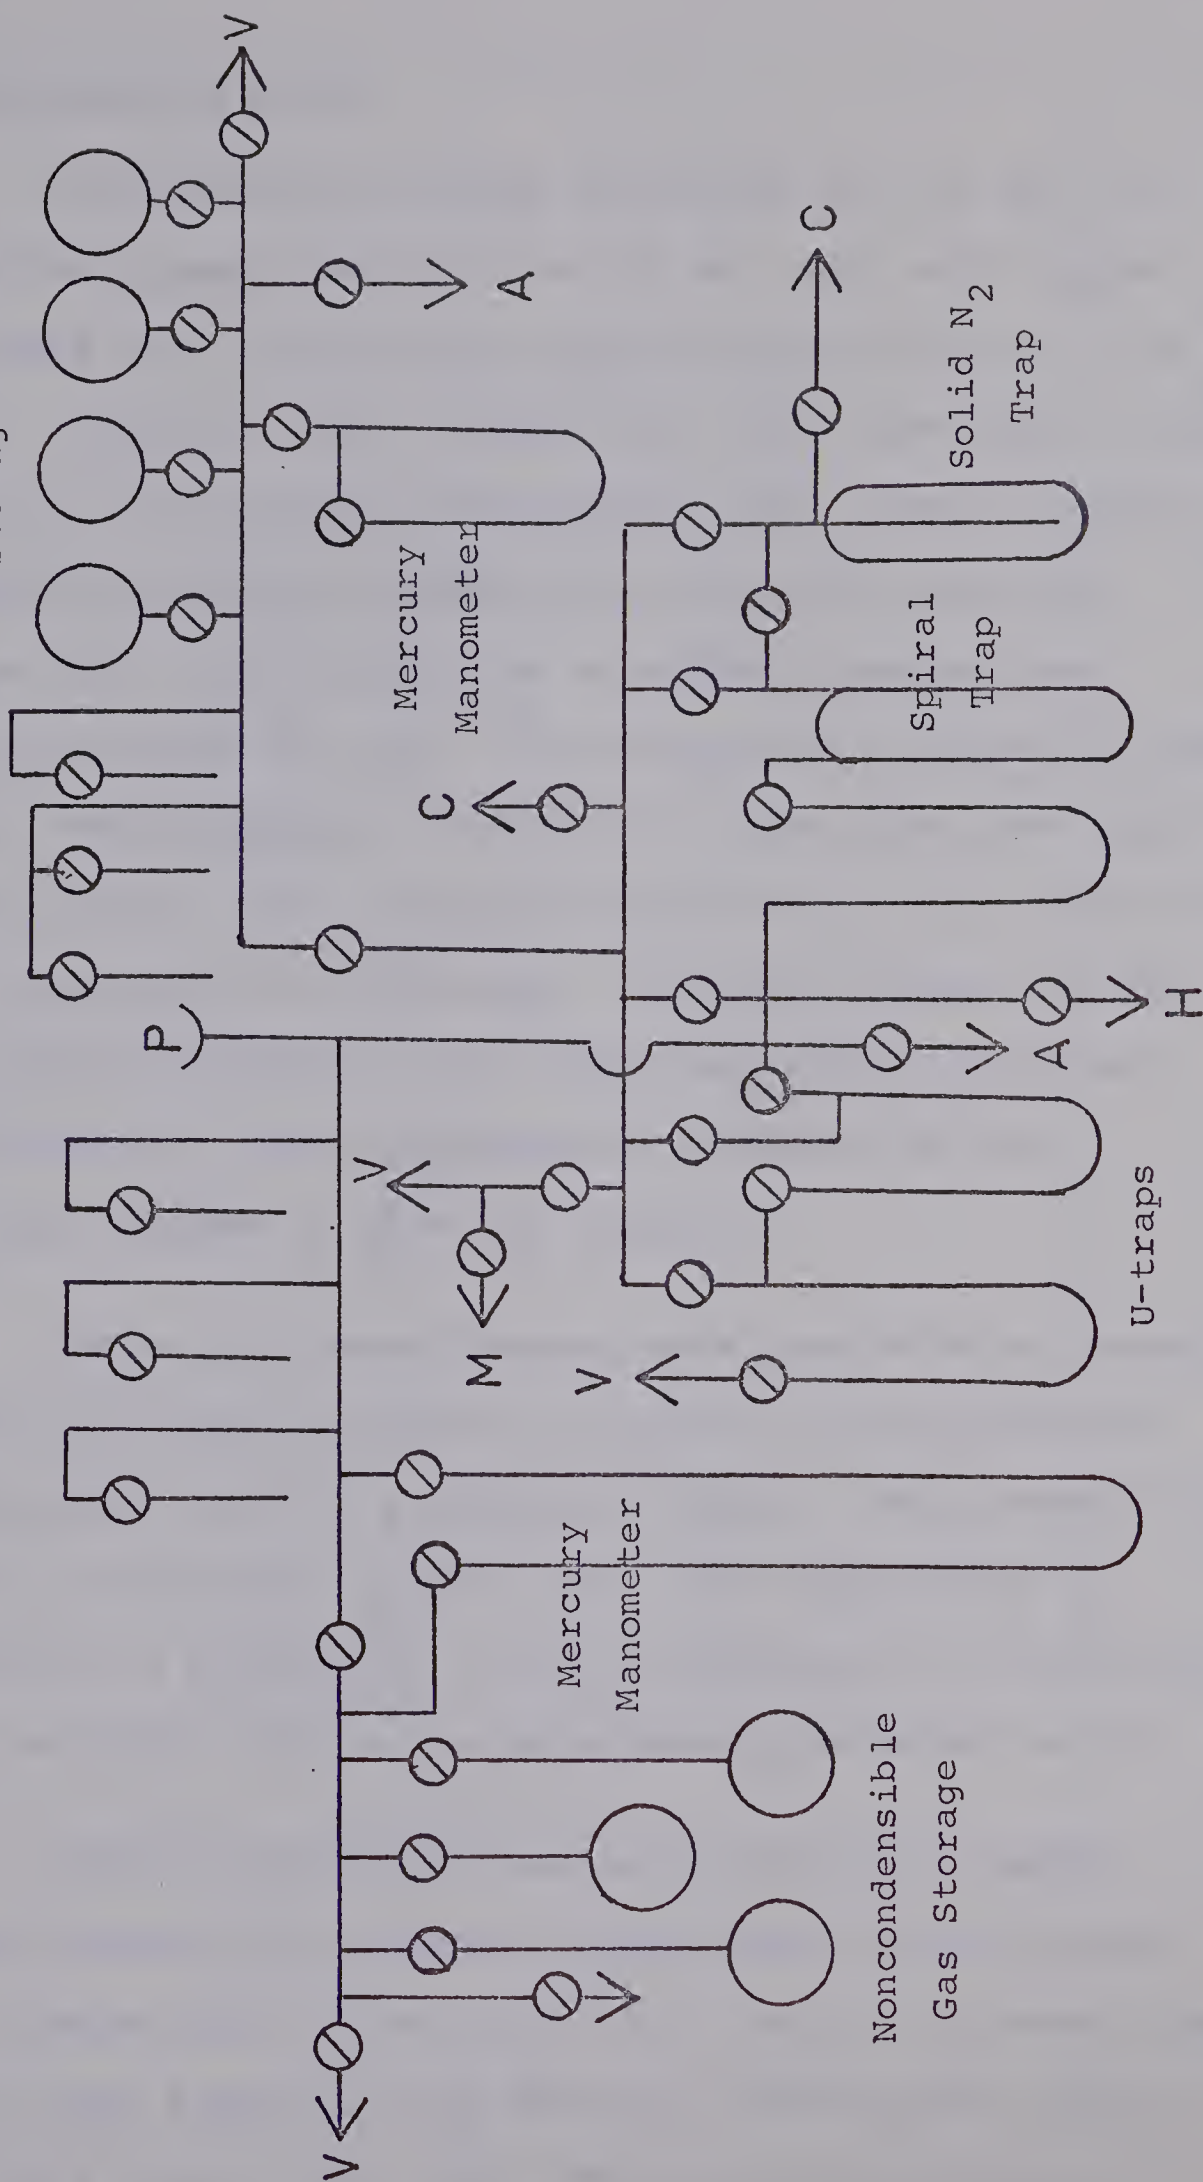 V
A
C
Solid N2
Trap
Mercury
Manometer
Spiral
Trap
C
P
H
A
V
M
V
U-traps
Mercury
Manometer
Noncondensible
Gas Storage
V